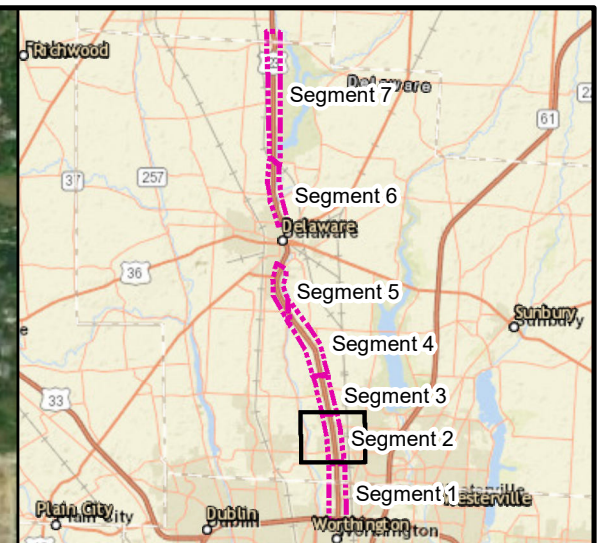 Richwood
23
Delaware
Segment 7
61
37
257
Segment 6
Delaware
36
Segment 5
Sunbury
Segment 4
33
Segment 3
Segment 2
Segment 1
Westerville
Plain City
Dublin
Worthington